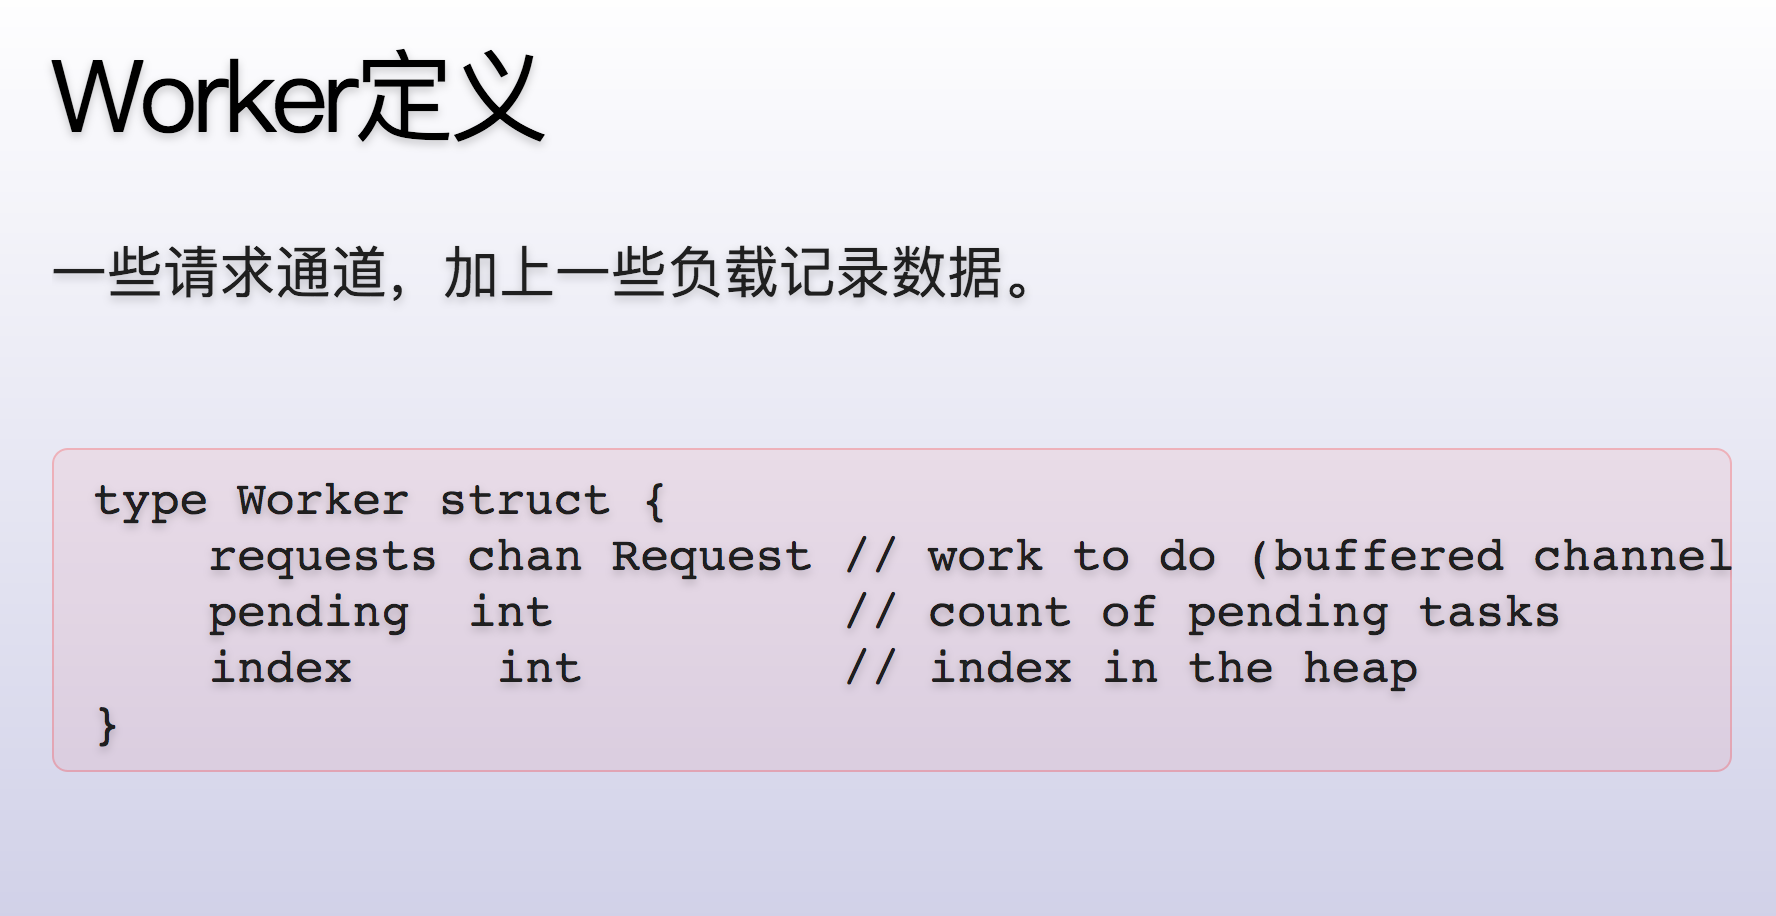 Worker定义
一些请求通道，加上一些负载记录数据。
type Worker struct {
    requests chan Request // work to do (buffered channel
    pending  int          // count of pending tasks
    index     int         // index in the heap
}